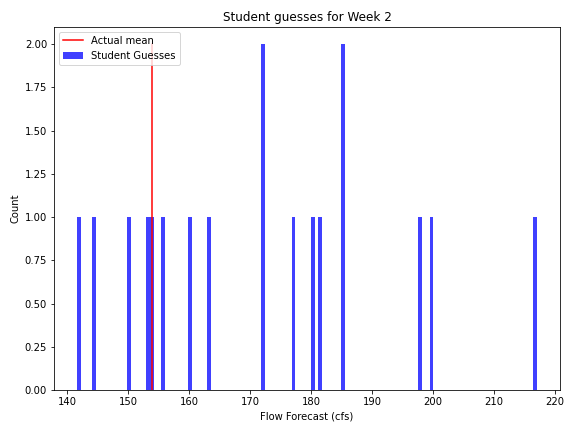 Student guesses for Week 2
Actual mean
Student Guesses
2.00
1.75
1.50
1.25
1.00
0.75
0.50
0.25
0.00
Count
140 150 160 170 180 190 200 210 220
Flow Forecast (cfs)